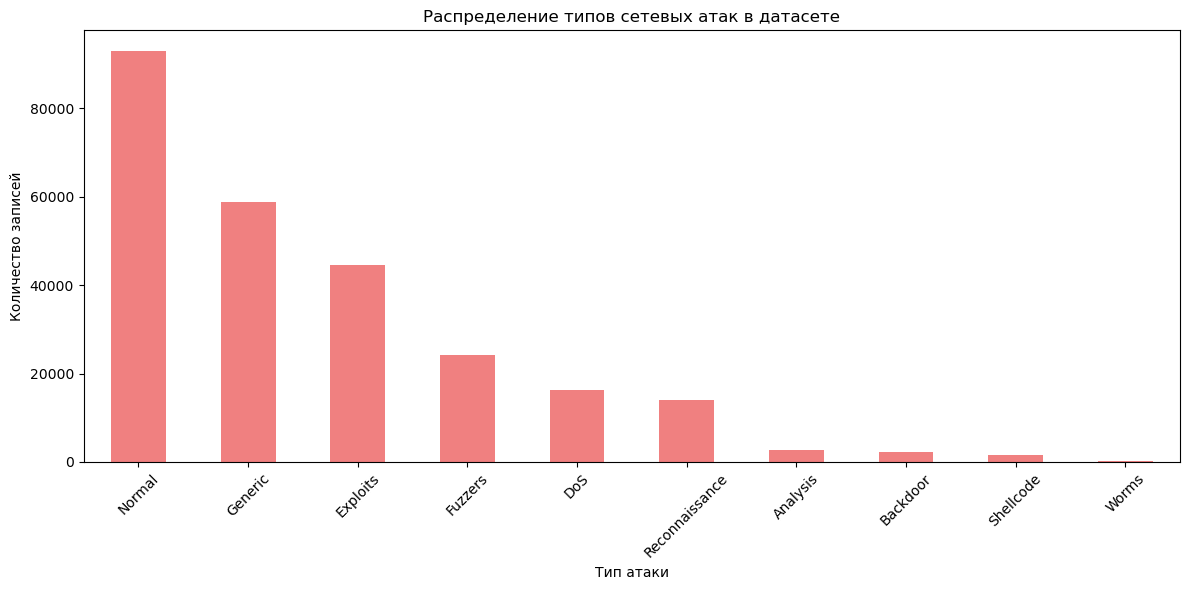 Распределение типов сетевых атак в датасете
Количество записей
80000
60000
40000
20000
0
Normal
Generic
Exploits
Fuzzers
DoS
Reconnaissance
Analysis
Backdoor
Shellcode
Worms
Тип атаки